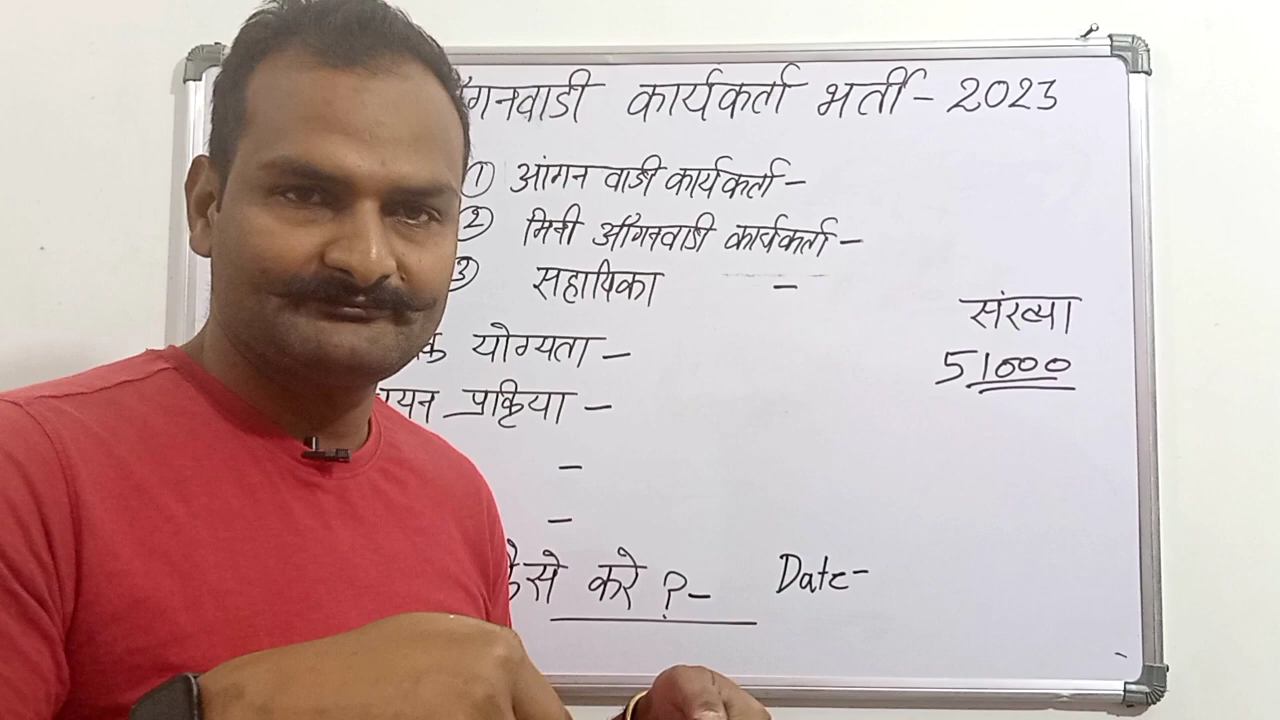 ँगनवाडी कार्यकर्ता भर्ती - 2023
① आंगन वाडी कार्यकर्ता -
② मिनी आँगनवाडी कार्यकर्ता -
③ सहायिका -
संख्या
51000
योग्यता -
यन प्रक्रिया -
-
-
कैसे करे ? -
Date -